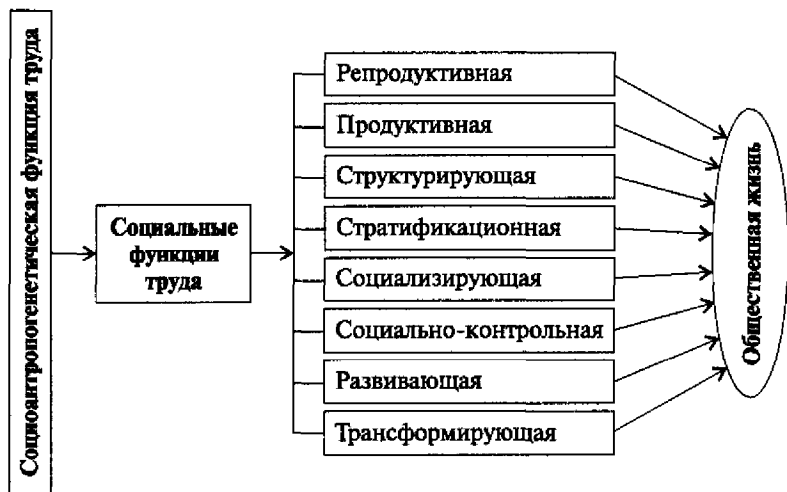 Социоантропогенетическая функция труда
Социальные
функции
труда
Репродуктивная
Продуктивная
Структурирующая
Стратификационная
Социализирующая
Социально-контрольная
Развивающая
Трансформирующая
Общественная жизнь